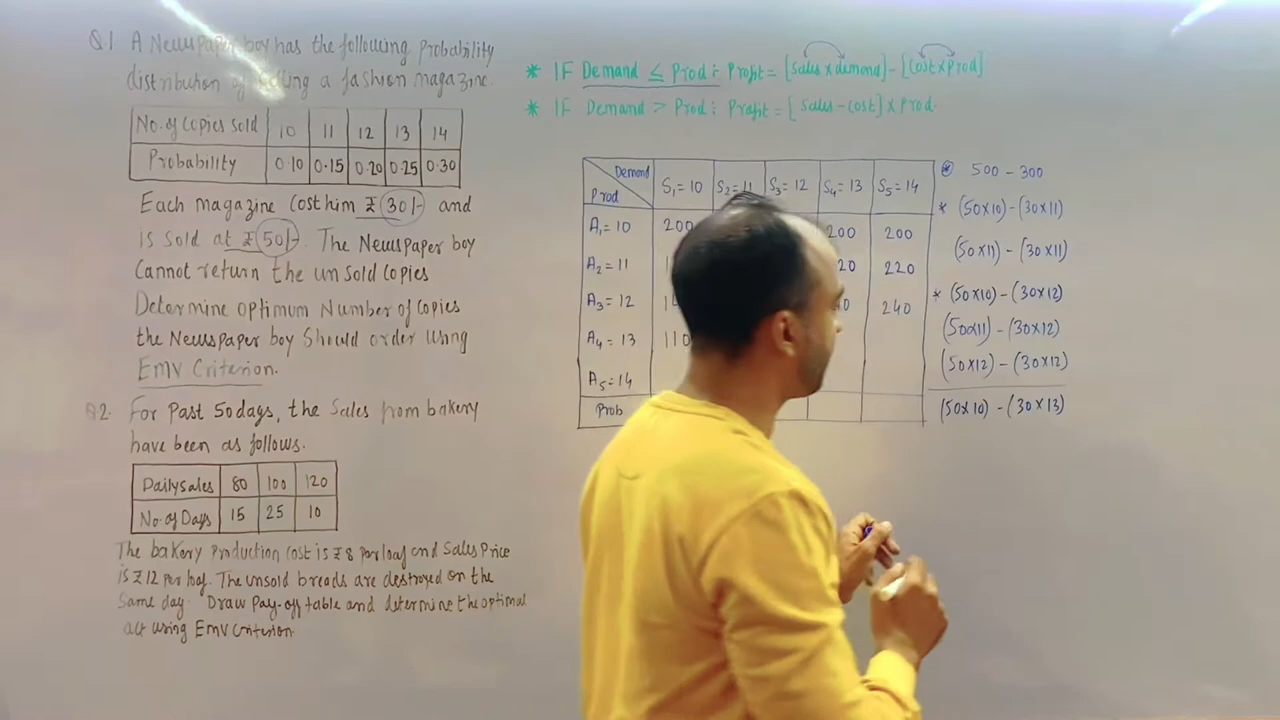 Q1. A Newspaper boy has the following Probability
distribution of selling a fashion magazine.
No. of Copies sold 10 11 12 13 14
Probability 0.10 0.15 0.20 0.25 0.30
Each magazine Cost him ₹ 30/- and
is Sold at ₹ 50/-. The Newspaper boy
Cannot return the unsold Copies
Determine optimum Number of Copies
the Newspaper boy Should order Using
EMV Criterion.
Q2. For Past 50 days, the Sales from bakery
have been as follows.
Daily sales 80 100 120
No. of Days 15 25 10
The bakery Production Cost is ₹ 8 Per loaf and Sales Price
is ₹ 12 Per loaf. The unsold breads are destroyed on the
Same day. Draw Pay-off table and determine the optimal
act using EMV Criterion.
* IF Demand ≤ Prod : Profit = [Sales x demand] - [Cost x Prod]
* IF Demand > Prod : Profit = [Sales - Cost] x Prod.
Demand
Prod
S₁ = 10 S₂ = 11 S₃ = 12 S₄ = 13 S₅ = 14
A₁ = 10 200 200 200
A₂ = 11 20 220
A₃ = 12 240
A₄ = 13 110
A₅ = 14
Prob
* 500 - 300
* (50x10) - (30x11)
(50x11) - (30x11)
* (50x10) - (30x12)
(50x11) - (30x12)
(50x12) - (30x12)
(50x10) - (30x13)